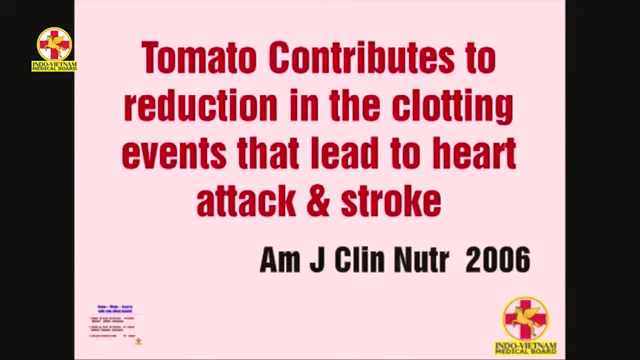 INDO-VIETNAM
MEDICAL BOARD
Tomato Contributes to
reduction in the clotting
events that lead to heart
attack & stroke
Am J Clin Nutr 2006
INDO-VIETNAM
MEDICAL BOARD